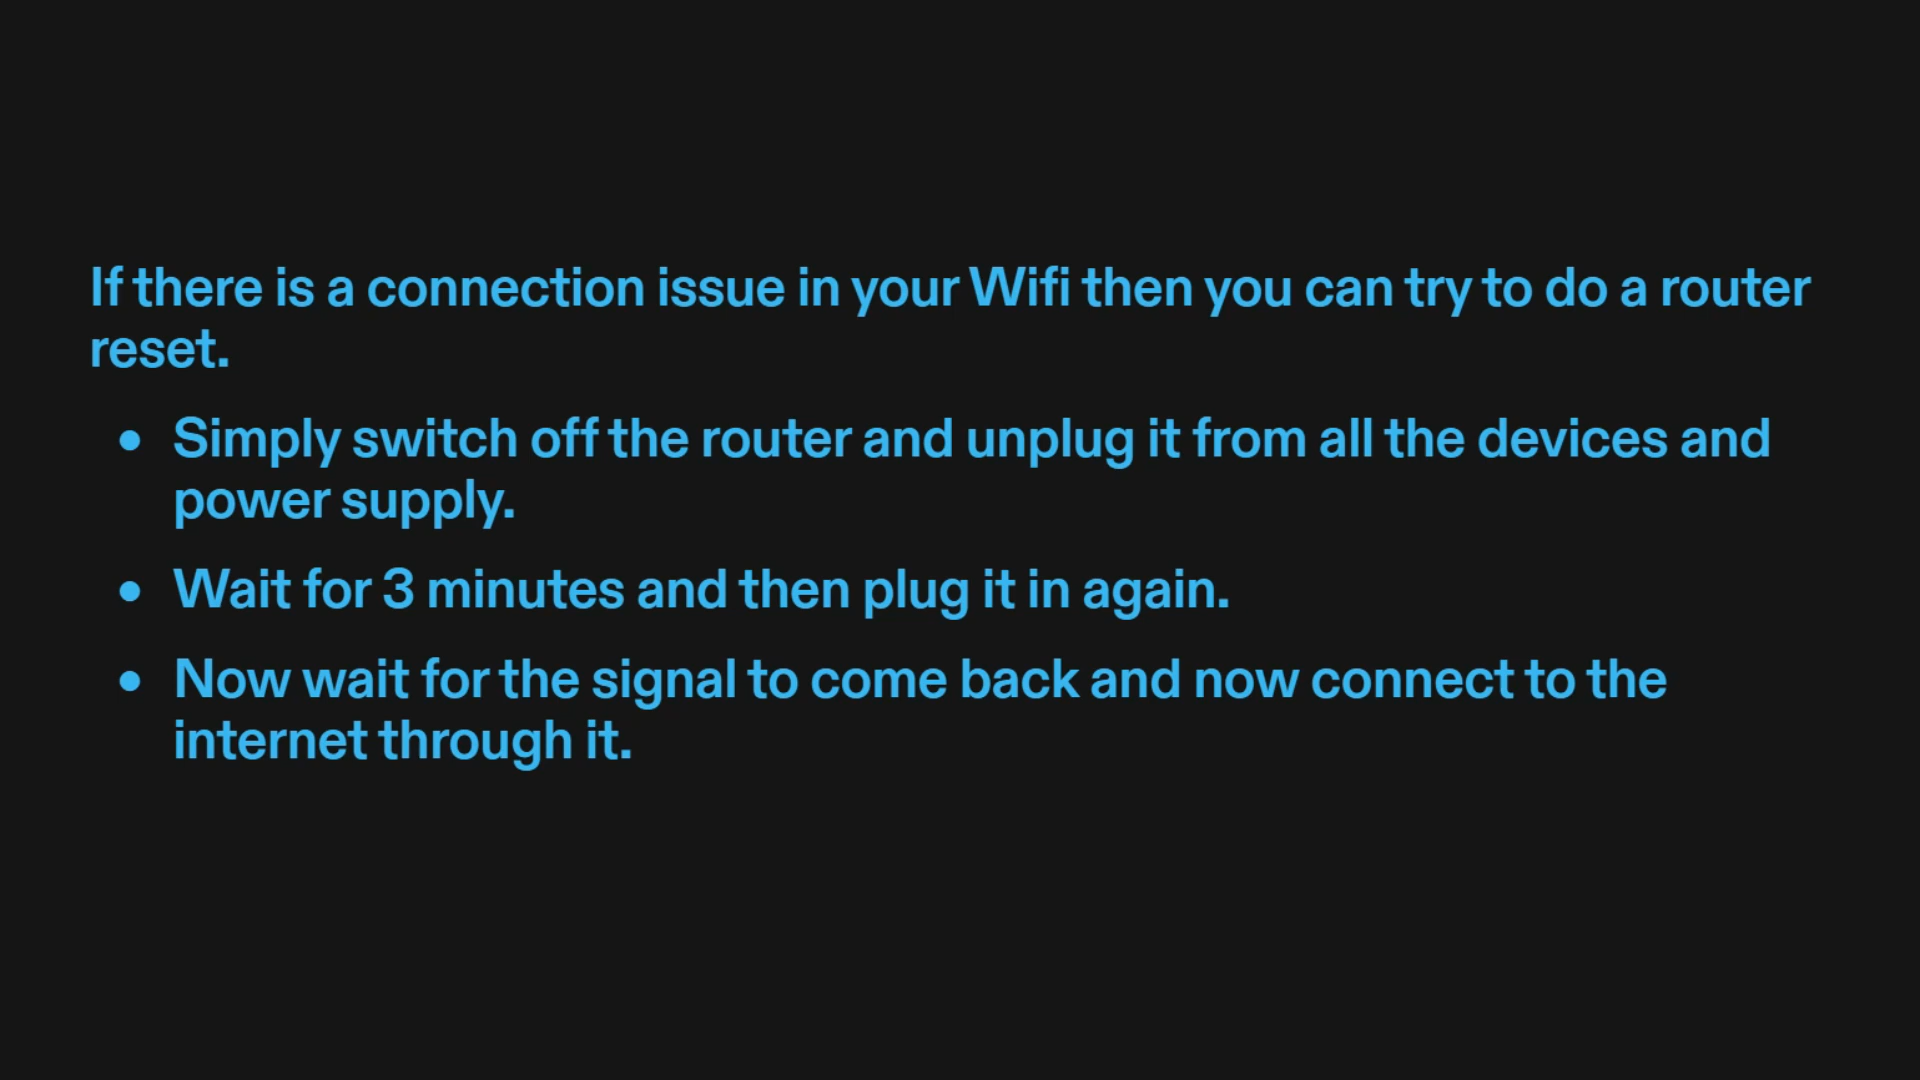 If there is a connection issue in your Wifi then you can try to do a router
reset.
• Simply switch off the router and unplug it from all the devices and
power supply.
• Wait for 3 minutes and then plug it in again.
• Now wait for the signal to come back and now connect to the
internet through it.